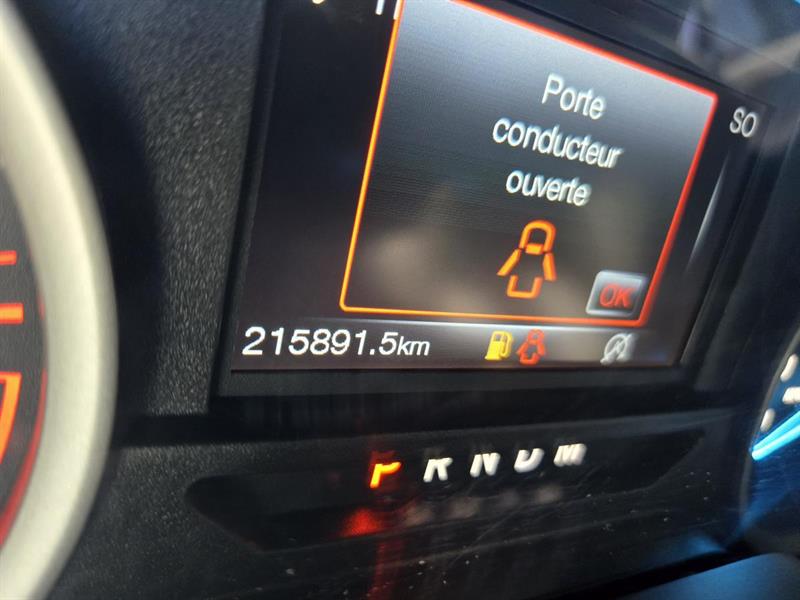 Porte
conducteur
ouverte
SO
OK
215891.5km
P R N D M